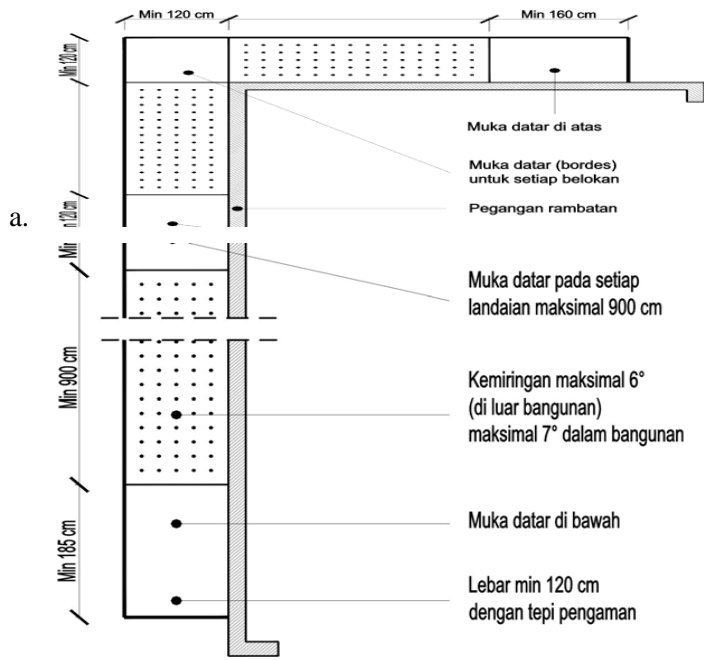 Min 120 cm
Min 160 cm
Min 120 cm
Muka datar di atas
Muka datar (bordes)
untuk setiap belokan
Pegangan rambatan
a.
Min 120 cm
Muka datar pada setiap
landaian maksimal 900 cm
Min 900 cm
Kemiringan maksimal 6°
(di luar bangunan)
maksimal 7° dalam bangunan
Min 185 cm
Muka datar di bawah
Lebar min 120 cm
dengan tepi pengaman